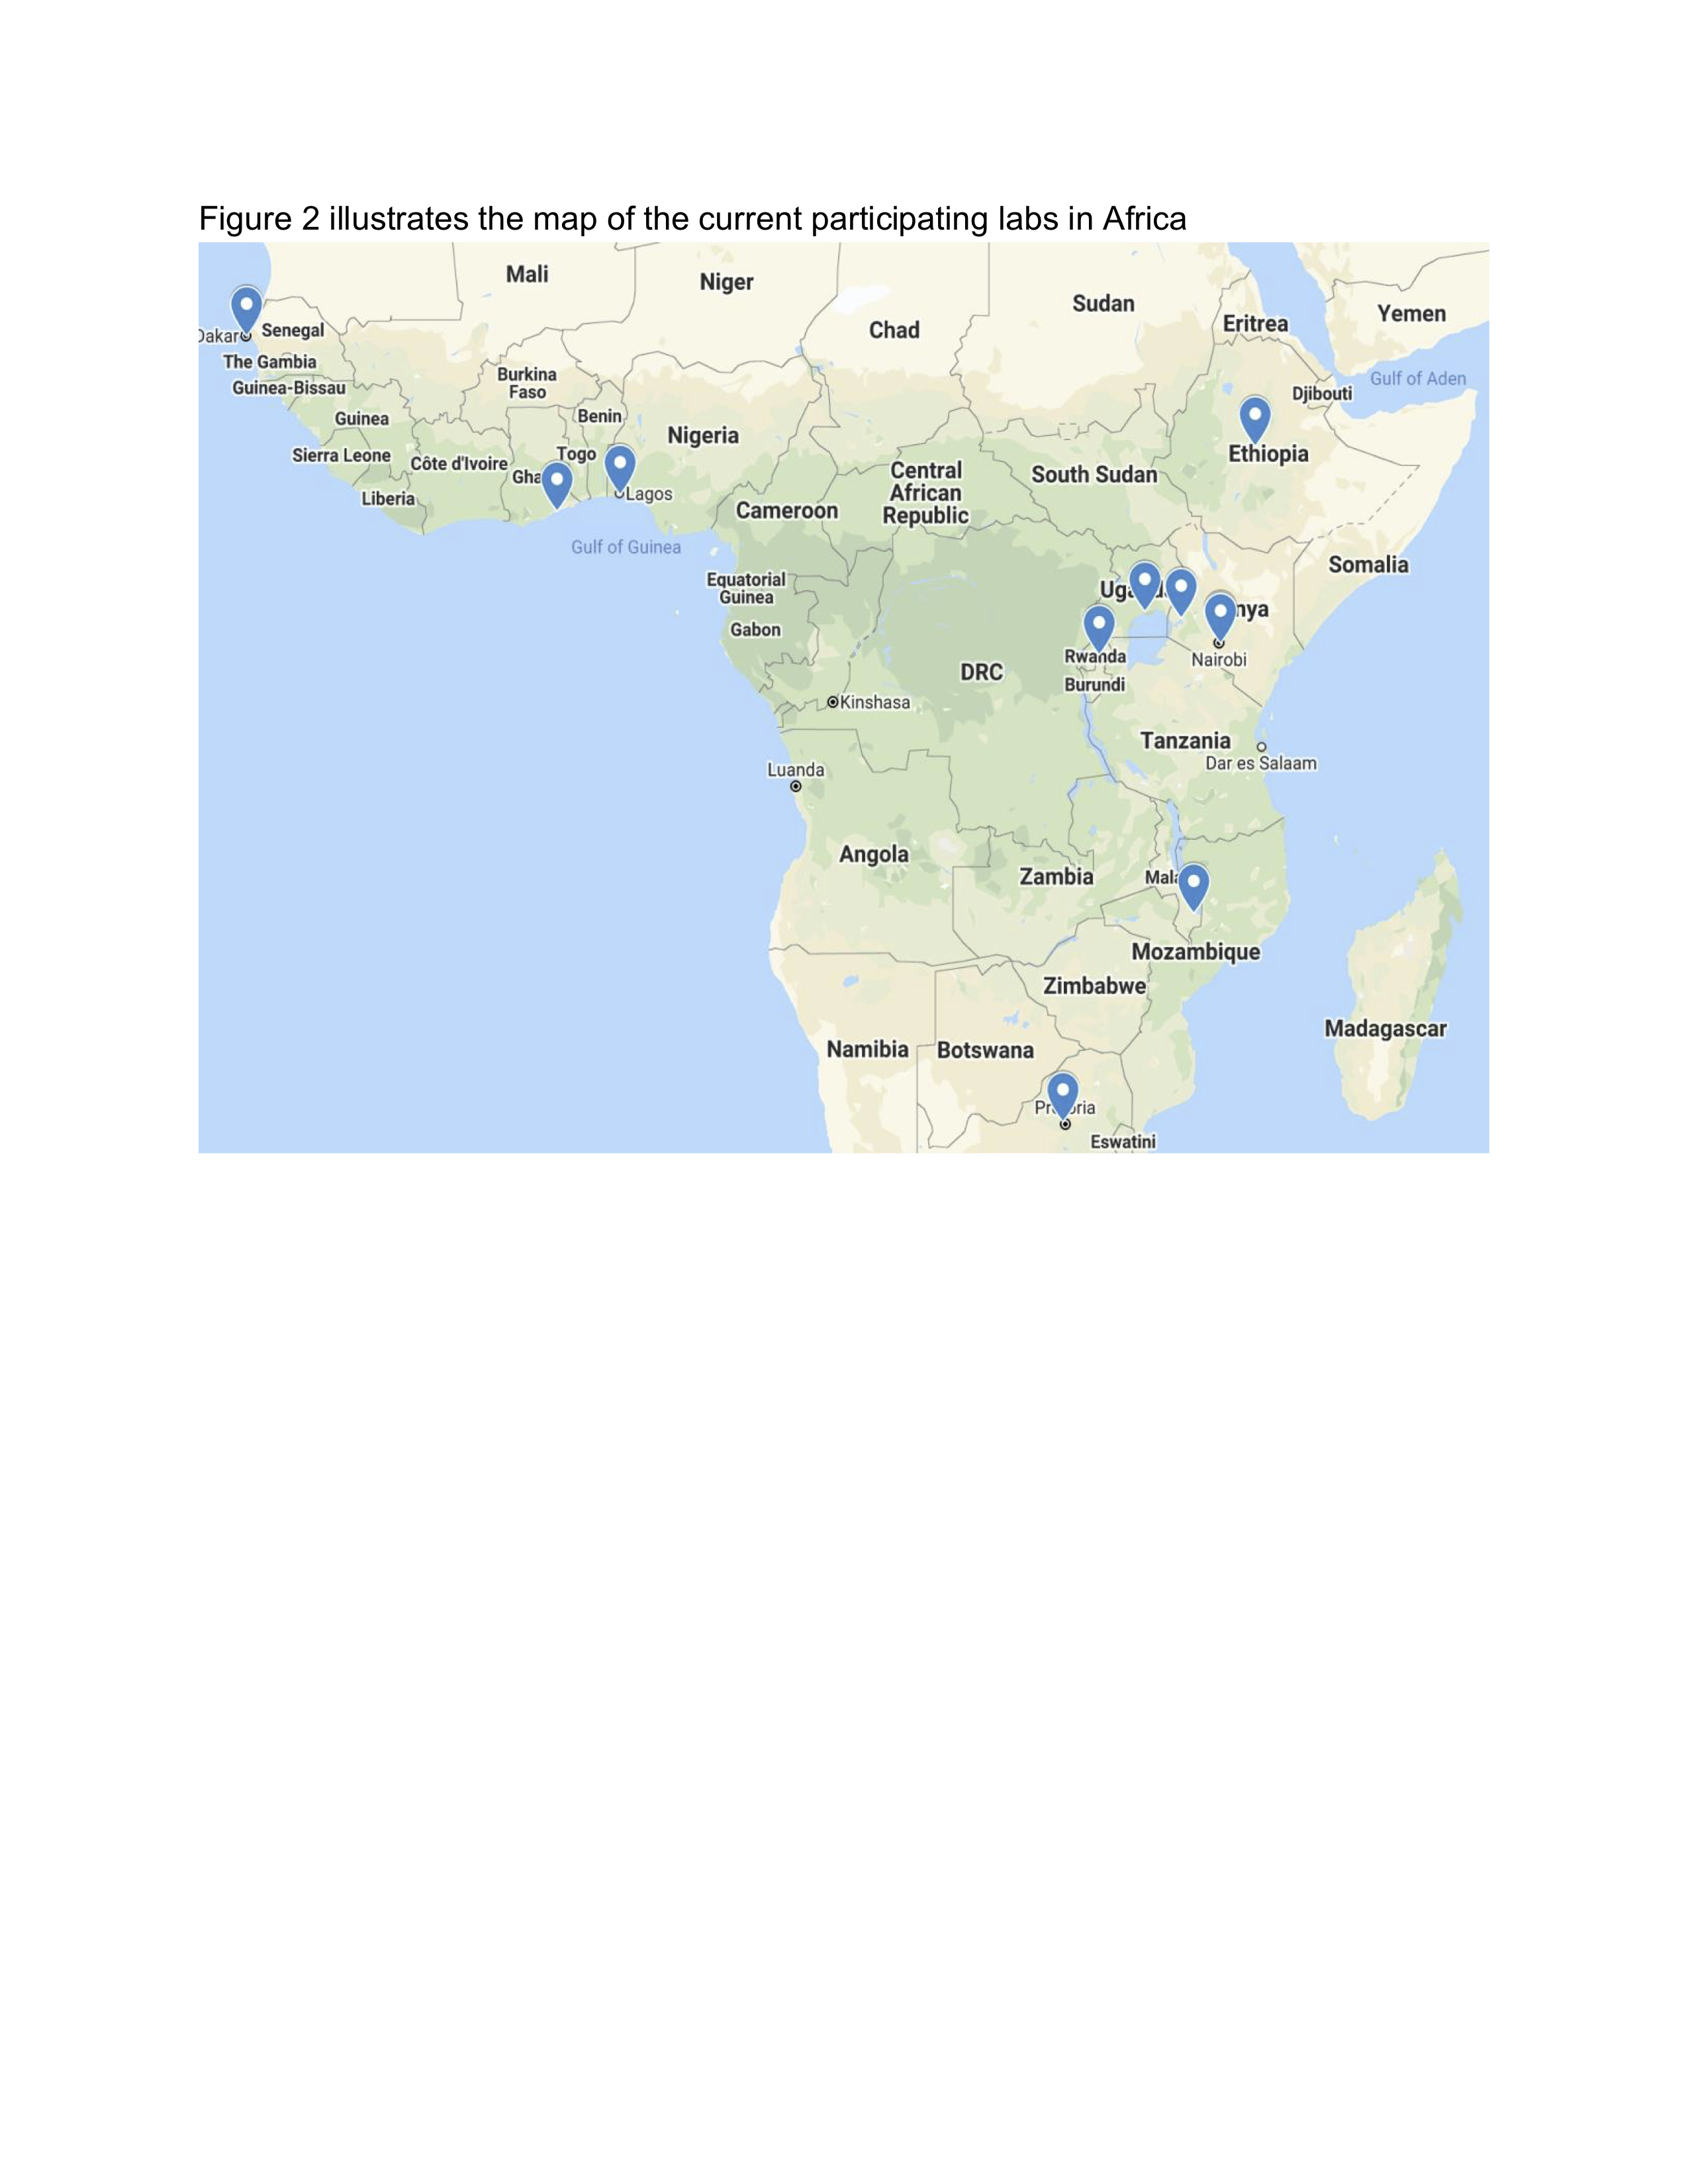 Figure 2 illustrates the map of the current participating labs in Africa
Mali
Niger
Sudan
Yemen
Eritrea
Chad
Senegal
Dakar
The Gambia
Guinea-Bissau
Burkina
Faso
Gulf of Aden
Djibouti
Guinea
Benin
Nigeria
Ethiopia
Sierra Leone
Côte d'Ivoire
Togo
Gha
Central
African
Republic
South Sudan
Liberia
Lagos
Cameroon
Gulf of Guinea
Somalia
Equatorial
Guinea
Uga
nya
Gabon
Rwanda
Nairobi
DRC
Burundi
Kinshasa
Tanzania
Dar es Salaam
Luanda
Angola
Zambia
Mala
Mozambique
Zimbabwe
Madagascar
Namibia
Botswana
Pr
oria
Eswatini